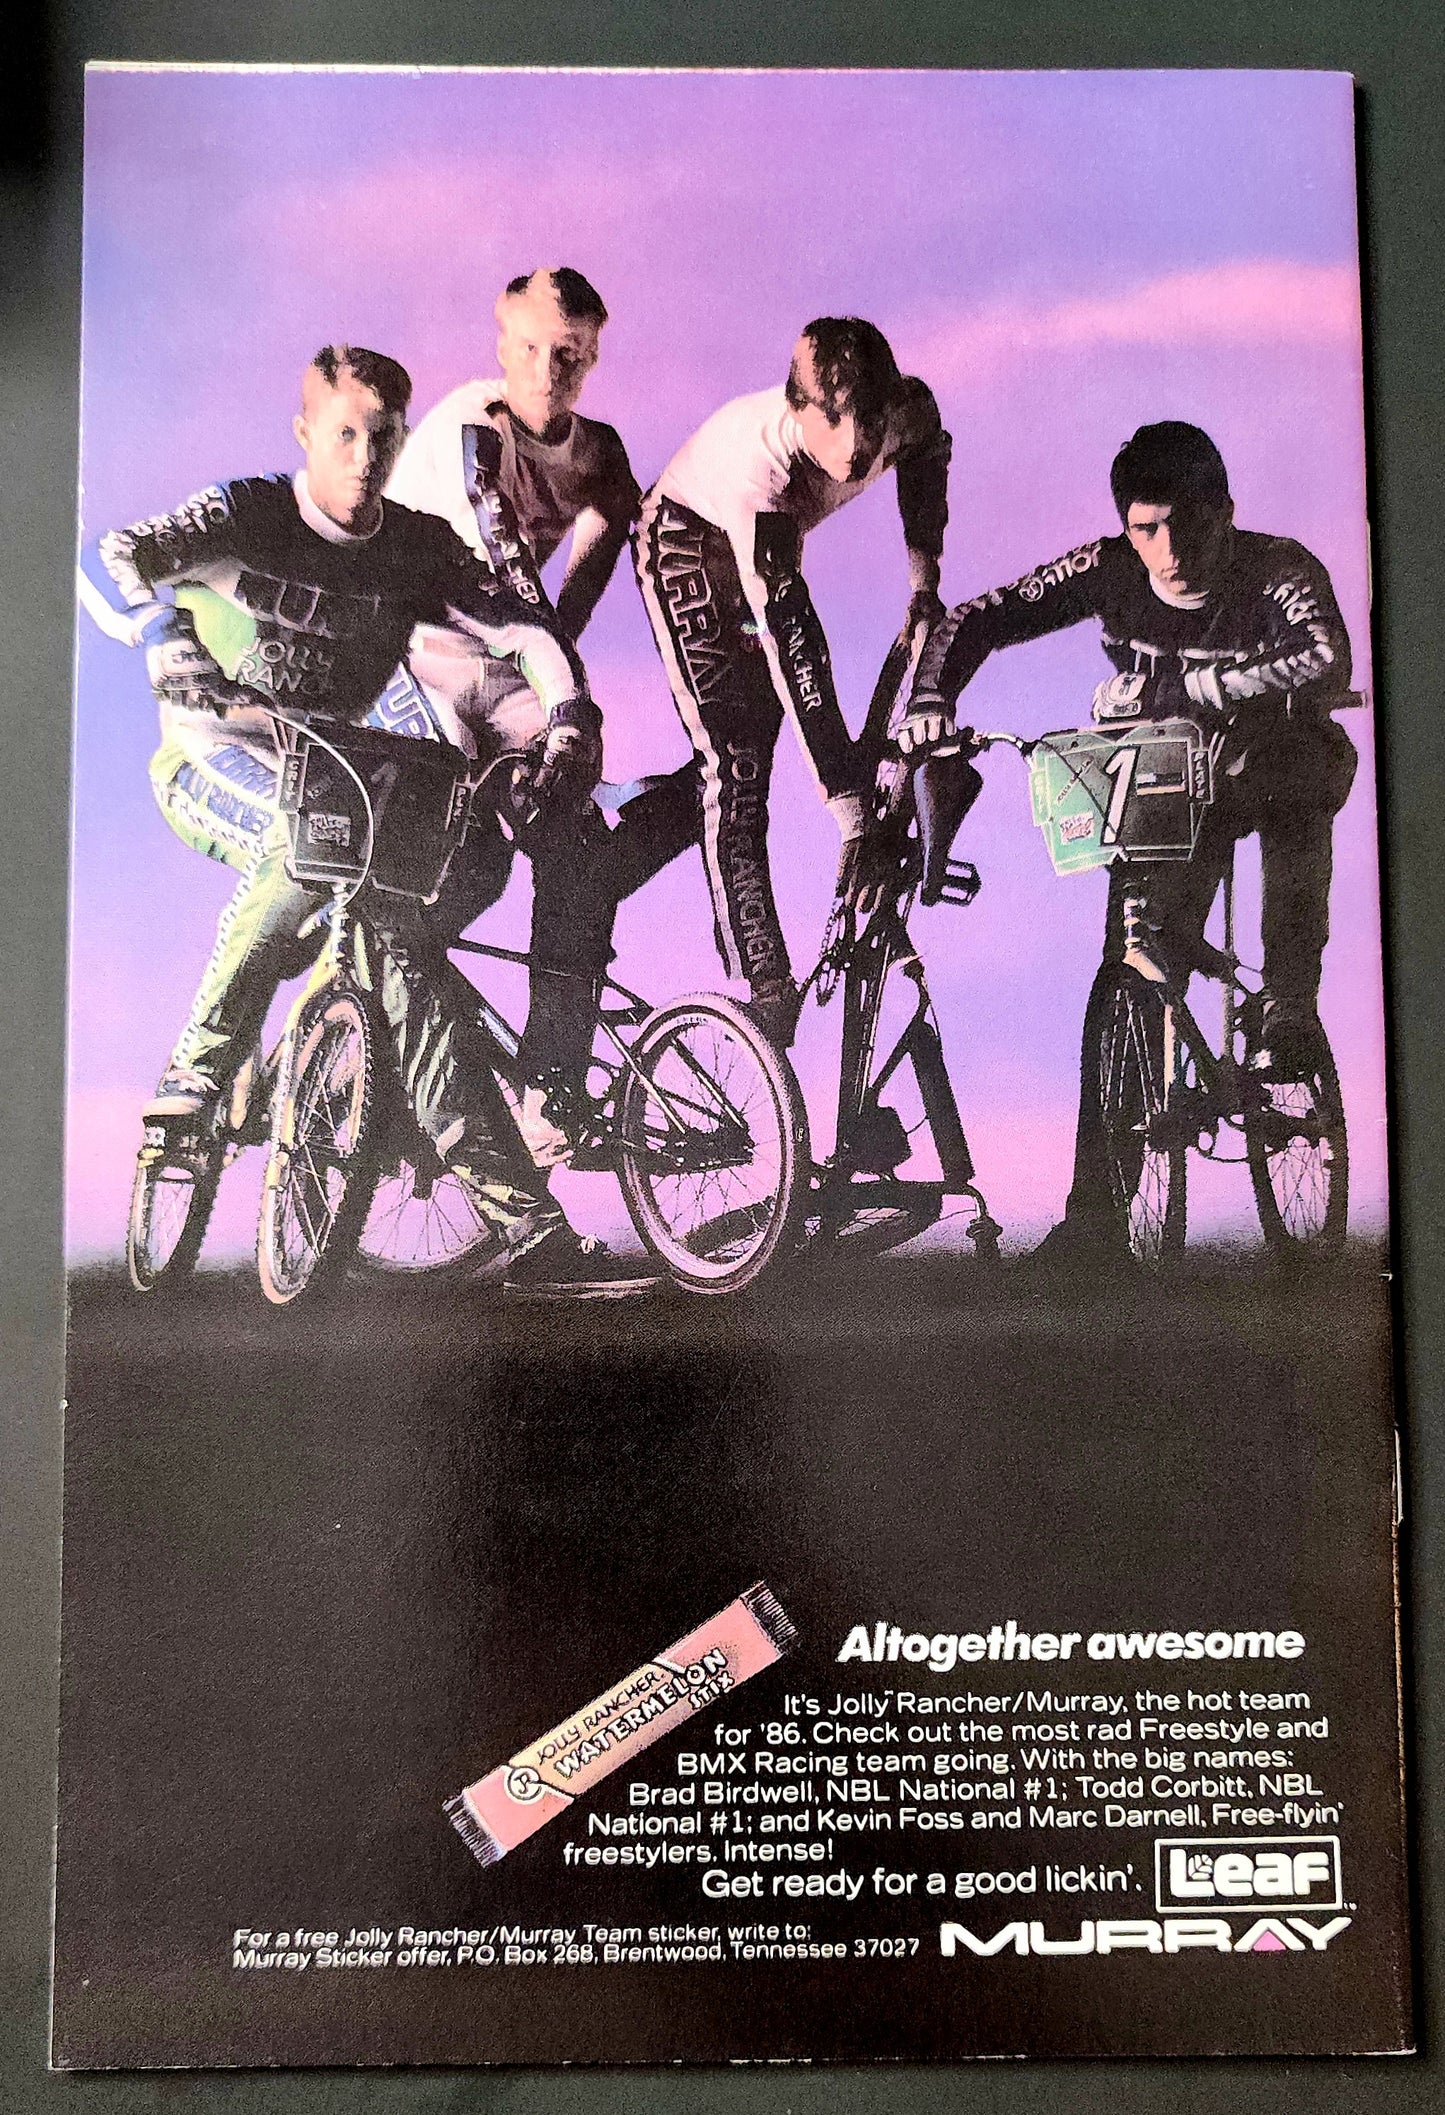 JOLLY
RANC
MURRAY
JOLLY RANCHER
RANCHER
1
JOLLY RANCHER
WATERMELON
STIX
Altogether awesome
It's Jolly™ Rancher/Murray, the hot team
for '86. Check out the most rad Freestyle and
BMX Racing team going. With the big names:
Brad Birdwell, NBL National #1; Todd Corbitt, NBL
National #1; and Kevin Foss and Marc Darnell, Free-flyin'
freestylers. Intense!
Get ready for a good lickin'.
Leaf™
For a free Jolly Rancher/Murray Team sticker, write to:
Murray Sticker offer, P.O. Box 268, Brentwood, Tennessee 37027
MURRAY